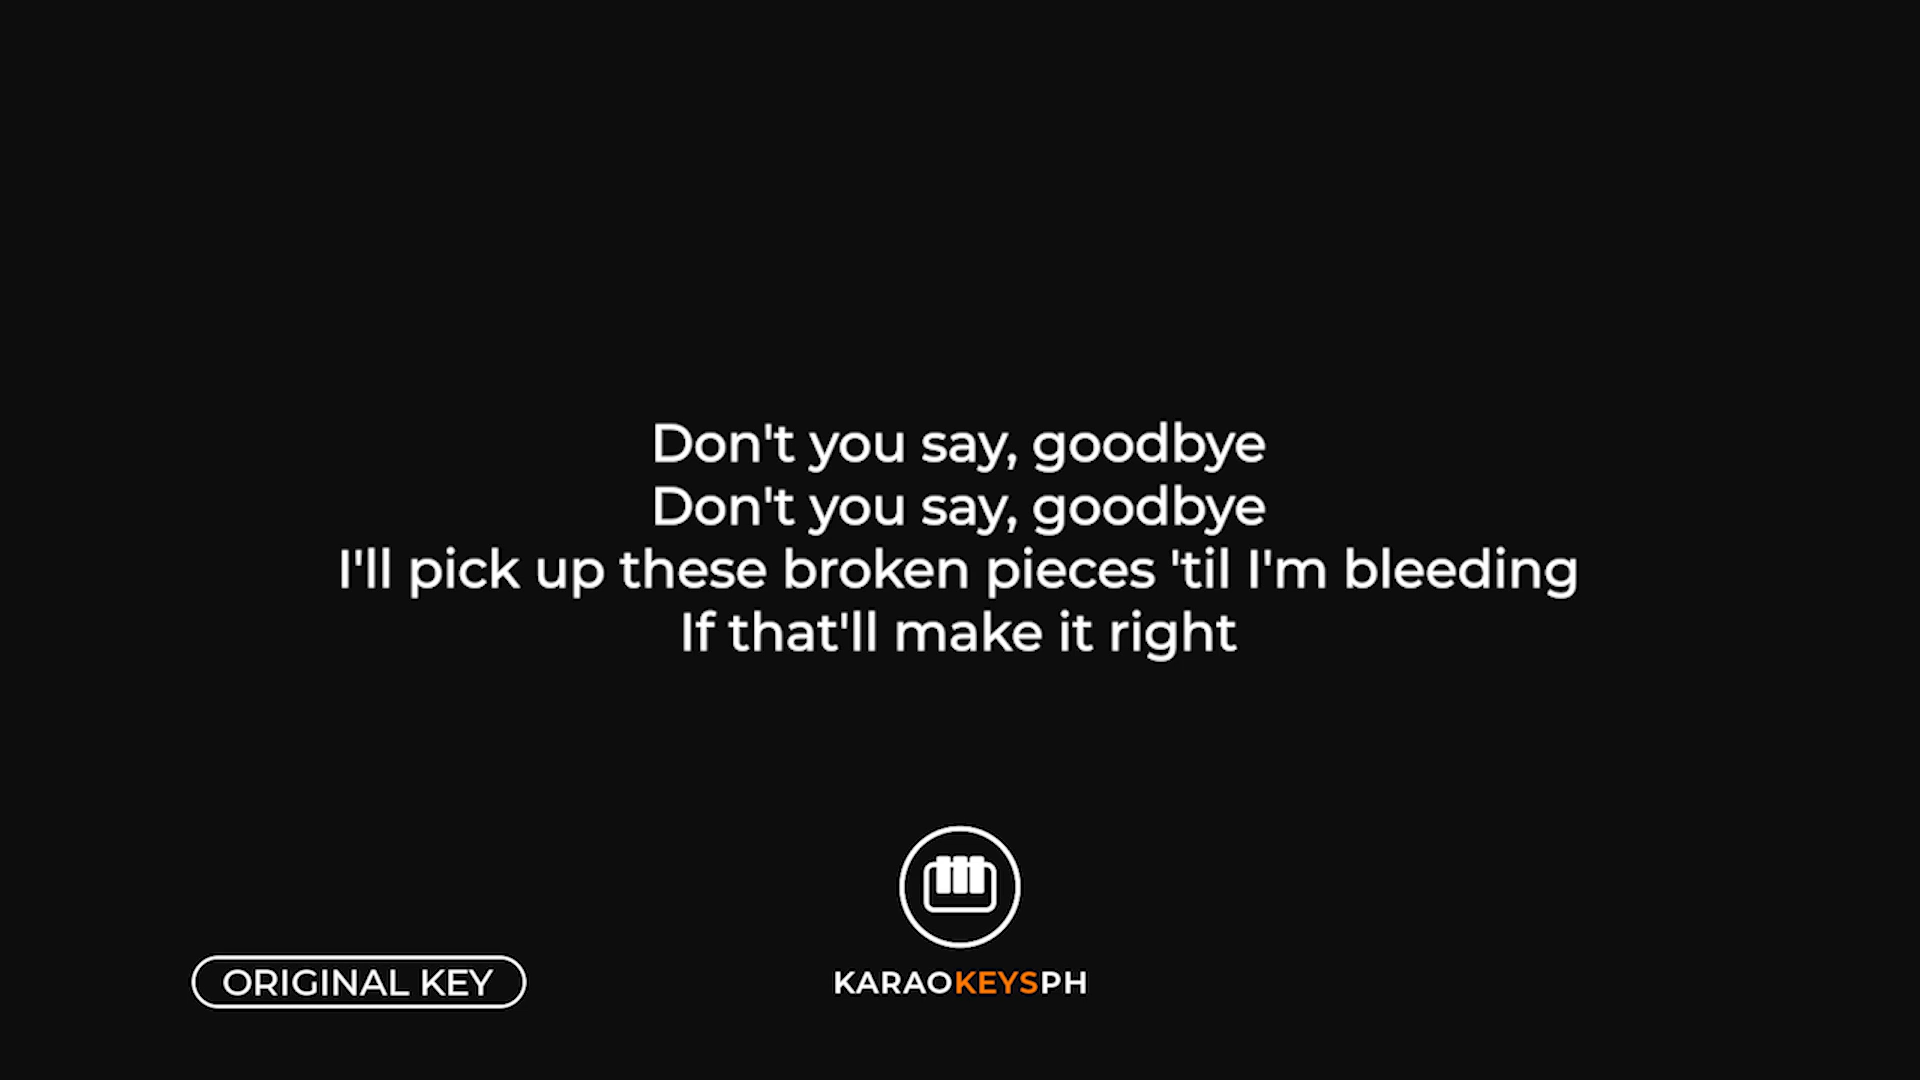 Don't you say, goodbye
Don't you say, goodbye
I'll pick up these broken pieces 'til I'm bleeding
If that'll make it right
ORIGINAL KEY
KARAOKEYSPH